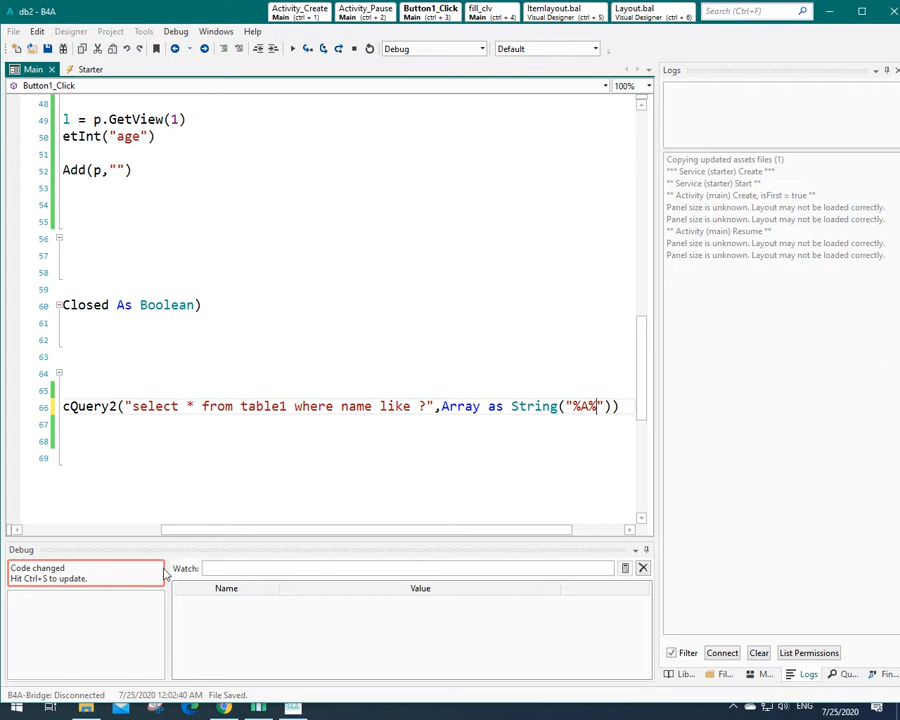 db2 - B4A
Activity_Create
Main (ctrl + 1)
Activity_Pause
Main (ctrl + 2)
Button1_Click
Main (ctrl + 3)
fill_clv
Main (ctrl + 4)
Itemlayout.bal
Visual Designer (ctrl + 5)
Layout.bal
Visual Designer (ctrl + 6)
Search (Ctrl+F)
File Edit Designer Project Tools Debug Windows Help
Debug
Default
Main
Starter
Button1_Click
100%
48
49 l = p.GetView(1)
50 etInt("age")
51
52 Add(p,"")
53
54
55
56
57
58
59
60 Closed As Boolean)
61
62
63
64
65
66 cQuery2("select * from table1 where name like ?",Array as String("%A%"))
67
68
69
Logs
Copying updated assets files (1)
*** Service (starter) Create ***
** Service (starter) Start **
** Activity (main) Create, isFirst = true **
Panel size is unknown. Layout may not be loaded correctly.
Panel size is unknown. Layout may not be loaded correctly.
** Activity (main) Resume **
Panel size is unknown. Layout may not be loaded correctly.
Panel size is unknown. Layout may not be loaded correctly.
Debug
Code changed
Hit Ctrl+S to update.
Watch:
Name
Value
Filter
Connect
Clear
List Permissions
Lib...
Fil...
M...
Logs
Qu...
Fin...
B4A-Bridge: Disconnected
7/25/2020 12:02:40 AM
File Saved.
ENG
7/25/2020